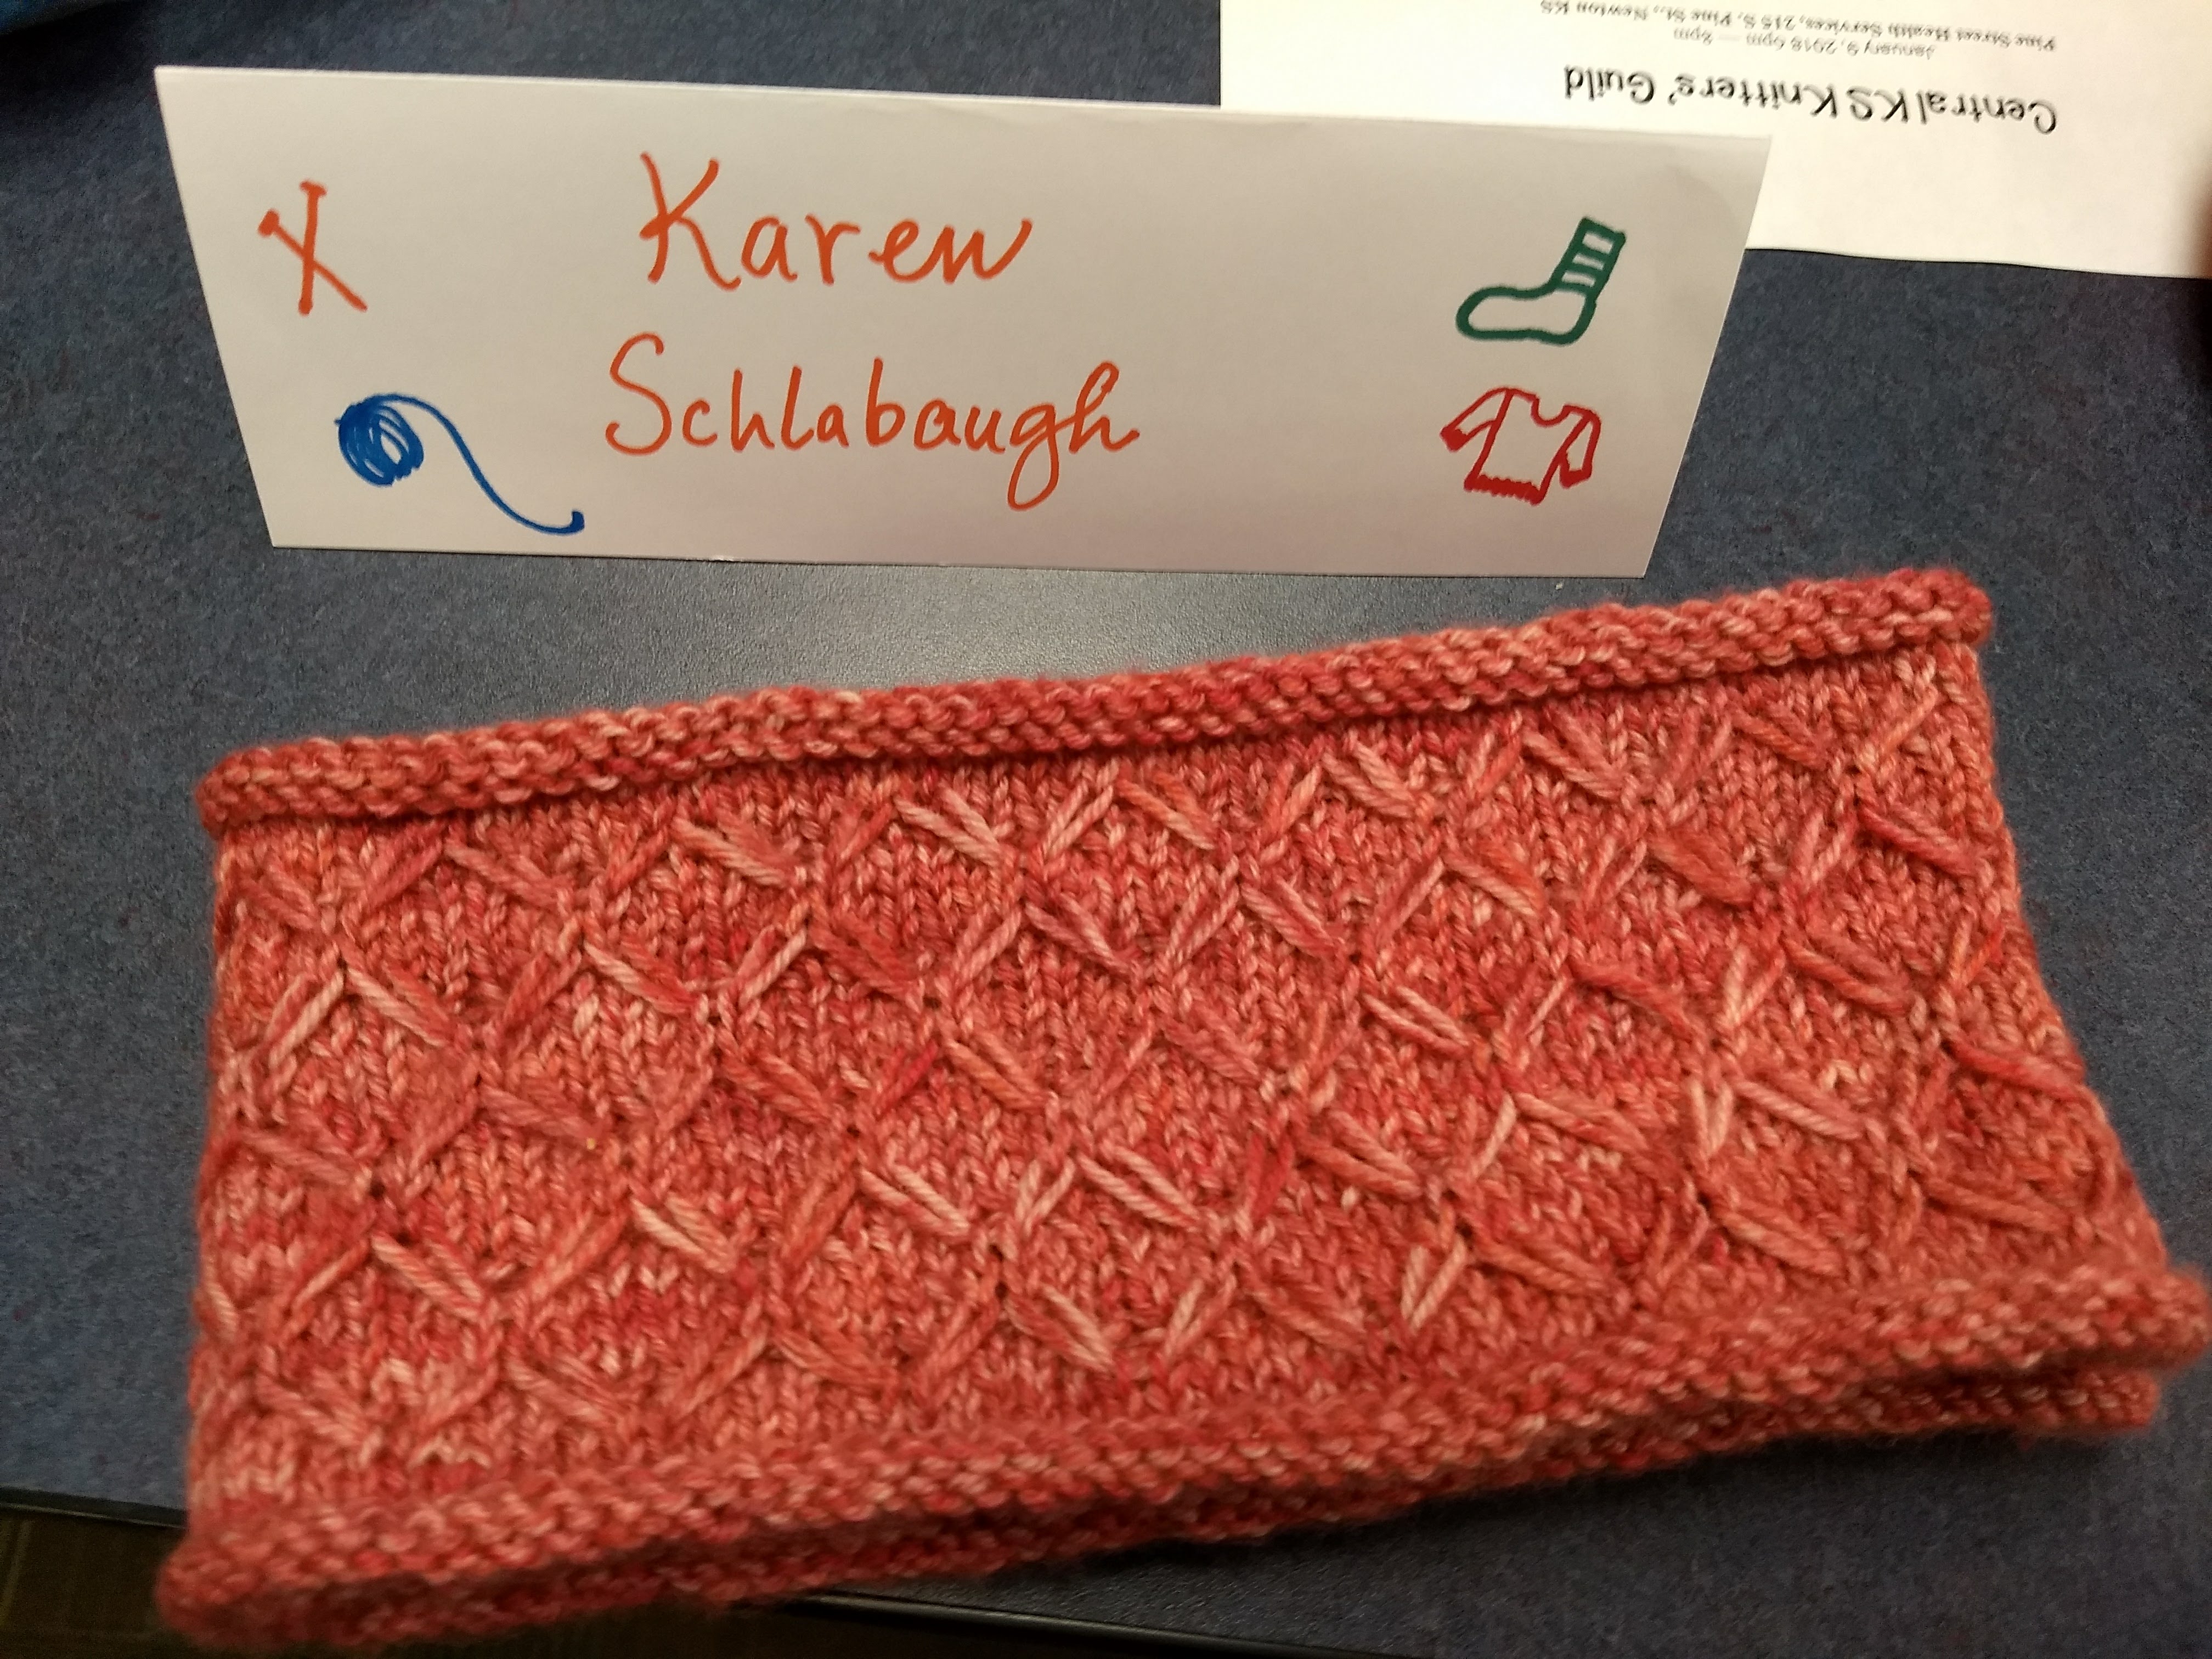 Karen
Schlabaugh
Central KS Knitters' Guild
January 9, 2018 6pm — 8pm
Pine Street Health Services, 215 S. Pine St., Newton KS